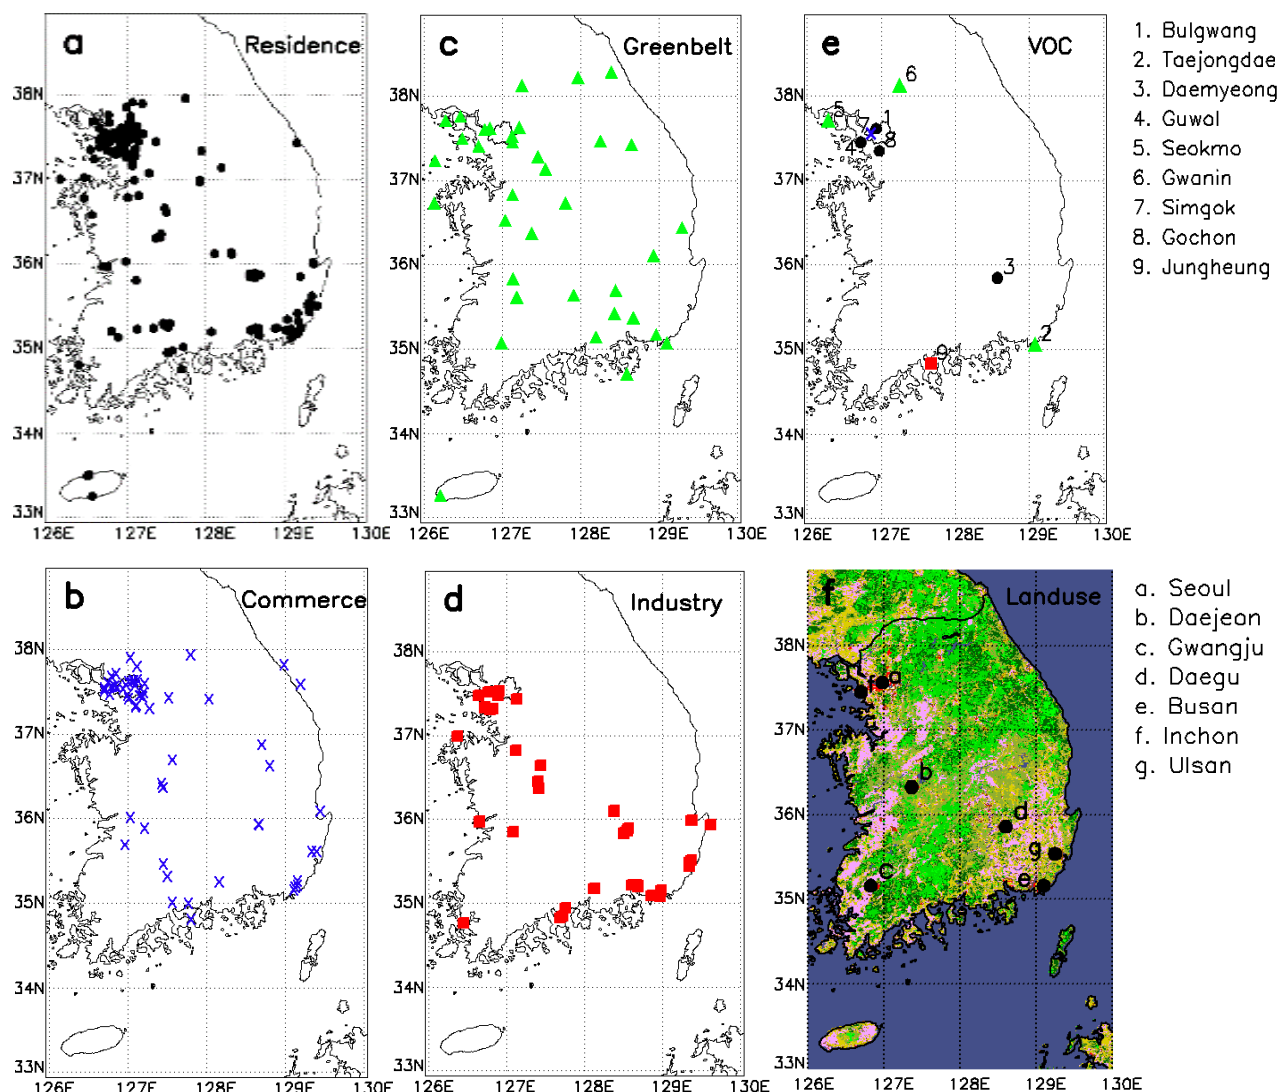 a Residence
38N
37N
36N
35N
34N
33N
126E 127E 128E 129E 130E
c Greenbelt
38N
37N
36N
35N
34N
33N
126E 127E 128E 129E 130E
e VOC
38N
37N
36N
35N
34N
33N
126E 127E 128E 129E 130E
6
5
7
1
4
8
3
2
9
1. Bulgwang
2. Taejongdae
3. Daemyeong
4. Guwal
5. Seokmo
6. Gwanin
7. Simgok
8. Gochon
9. Jungheung
b Commerce
38N
37N
36N
35N
34N
33N
126E 127E 128E 129E 130E
d Industry
38N
37N
36N
35N
34N
33N
126E 127E 128E 129E 130E
f Landuse
38N
37N
36N
35N
34N
33N
126E 127E 128E 129E 130E
f
a
b
d
g
c
e
a. Seoul
b. Daejean
c. Gwangju
d. Daegu
e. Busan
f. Inchon
g. Ulsan